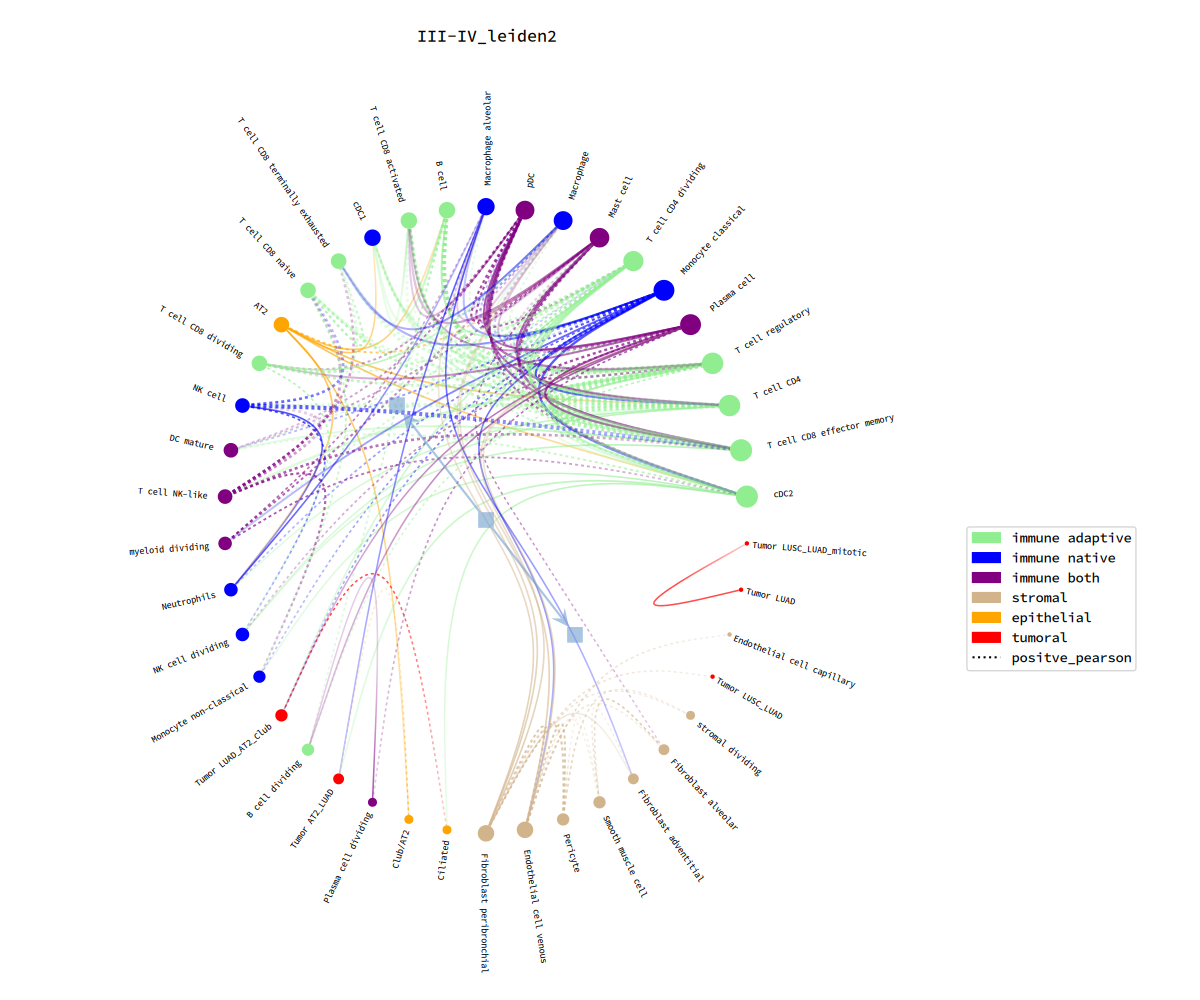 III-IV_leiden2
Macrophage alveolar
pDC
Macrophage
Mast cell
T cell CD4 dividing
Monocyte classical
Plasma cell
T cell regulatory
T cell CD4
T cell CD8 effector memory
cDC2
Tumor LUSC_LUAD_mitotic
Tumor LUAD
Endothelial cell capillary
Tumor LUSC_LUAD
stromal dividing
Fibroblast alveolar
Fibroblast adventitial
Smooth muscle cell
Pericyte
Endothelial cell venous
Fibroblast peribronchial
Ciliated
Club/AT2
Plasma cell dividing
Tumor AT2_LUAD
B cell dividing
Tumor LUAD_AT2_Club
Monocyte non-classical
NK cell dividing
Neutrophils
myeloid dividing
T cell NK-like
DC mature
NK cell
T cell CD8 dividing
AT2
T cell CD8 naive
T cell CD8 terminally exhausted
cDC1
T cell CD8 activated
B cell
immune adaptive
immune native
immune both
stromal
epithelial
tumoral
positve_pearson